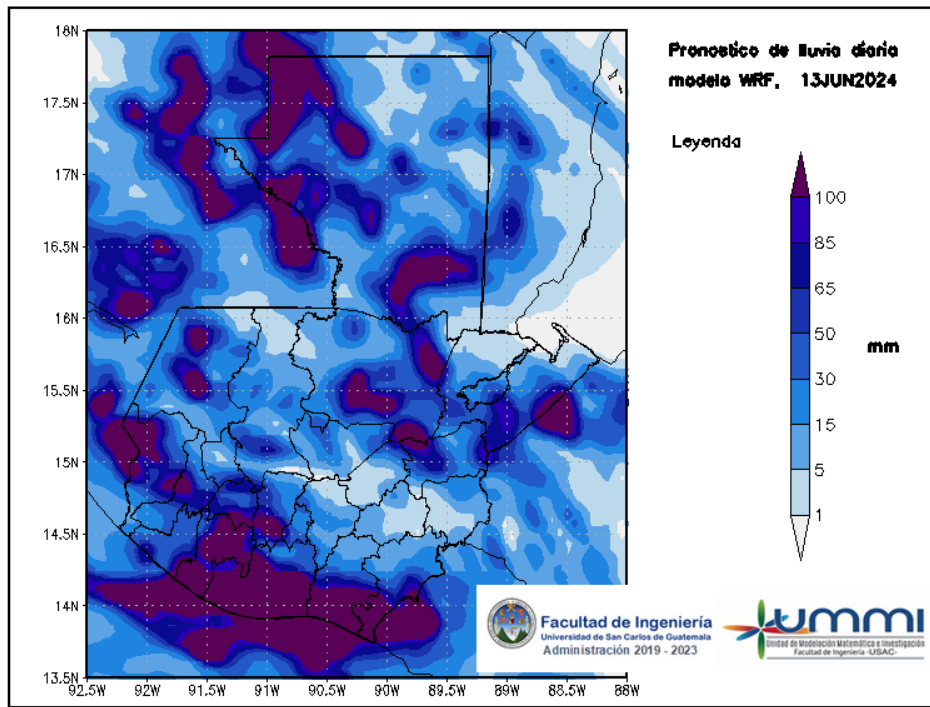 Pronostico de lluvia diaria
modelo WRF, 13JUN2024
Leyenda
100
85
65
50
30
15
5
1
mm
18N
17.5N
17N
16.5N
16N
15.5N
15N
14.5N
14N
13.5N
92.5W
92W
91.5W
91W
90.5W
90W
89.5W
89W
88.5W
88W
Facultad de Ingeniería
Universidad de San Carlos de Guatemala
Administración 2019 - 2023
UMMI
Unidad de Modelación Matemática e Investigación
Facultad de Ingeniería -USAC-